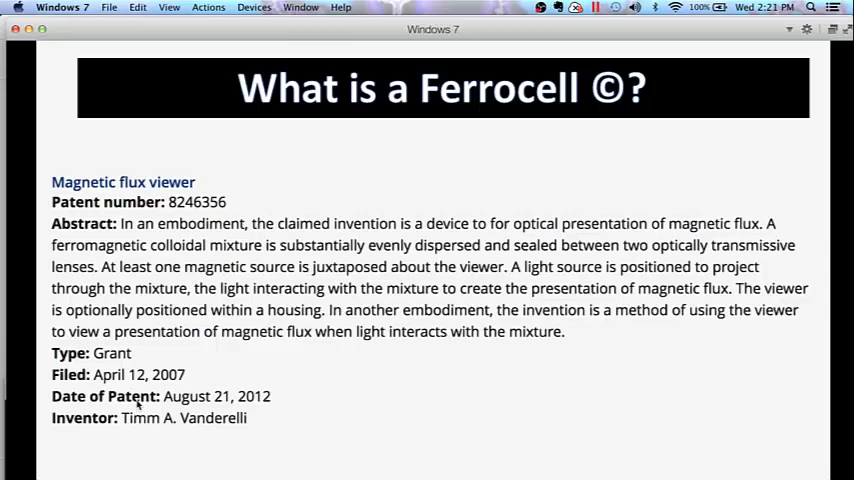 Windows 7 File Edit View Actions Devices Window Help 100% Wed 2:21 PM
Windows 7
What is a Ferrocell ©?
Magnetic flux viewer
Patent number: 8246356
Abstract: In an embodiment, the claimed invention is a device to for optical presentation of magnetic flux. A
ferromagnetic colloidal mixture is substantially evenly dispersed and sealed between two optically transmissive
lenses. At least one magnetic source is juxtaposed about the viewer. A light source is positioned to project
through the mixture, the light interacting with the mixture to create the presentation of magnetic flux. The viewer
is optionally positioned within a housing. In another embodiment, the invention is a method of using the viewer
to view a presentation of magnetic flux when light interacts with the mixture.
Type: Grant
Filed: April 12, 2007
Date of Patent: August 21, 2012
Inventor: Timm A. Vanderelli